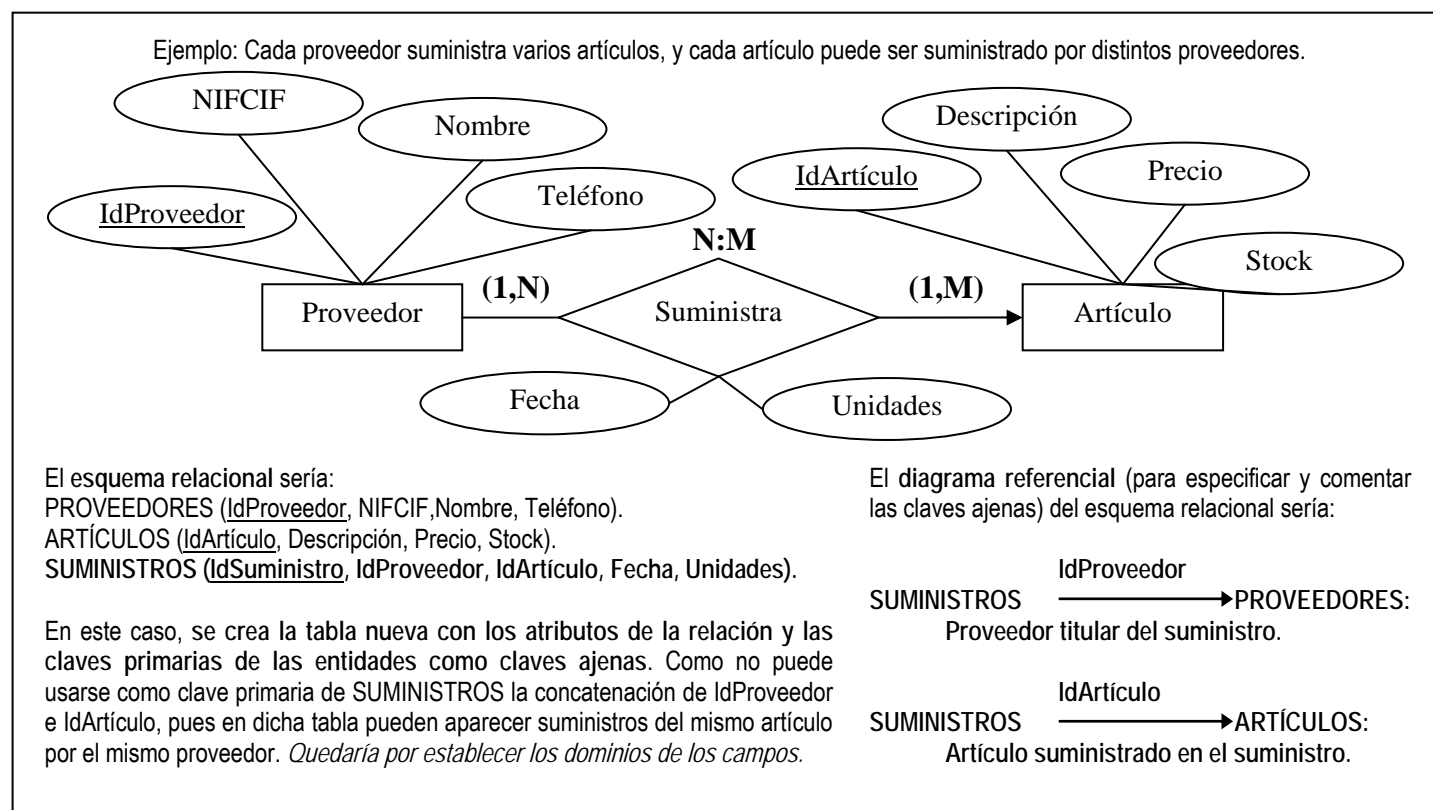 Ejemplo: Cada proveedor suministra varios artículos, y cada artículo puede ser suministrado por distintos proveedores.
NIFCIF
Nombre
Descripción
IdArtículo
Precio
IdProveedor
Teléfono
N:M
Stock
(1,N)
(1,M)
Proveedor
Suministra
Artículo
Fecha
Unidades
El esquema relacional sería:
PROVEEDORES (IdProveedor, NIFCIF,Nombre, Teléfono).
ARTÍCULOS (IdArtículo, Descripción, Precio, Stock).
SUMINISTROS (IdSuministro, IdProveedor, IdArtículo, Fecha, Unidades).
En este caso, se crea la tabla nueva con los atributos de la relación y las
claves primarias de las entidades como claves ajenas. Como no puede
usarse como clave primaria de SUMINISTROS la concatenación de IdProveedor
e IdArtículo, pues en dicha tabla pueden aparecer suministros del mismo artículo
por el mismo proveedor. Quedaría por establecer los dominios de los campos.
El diagrama referencial (para especificar y comentar
las claves ajenas) del esquema relacional sería:
IdProveedor
SUMINISTROS PROVEEDORES:
Proveedor titular del suministro.
IdArtículo
SUMINISTROS ARTÍCULOS:
Artículo suministrado en el suministro.